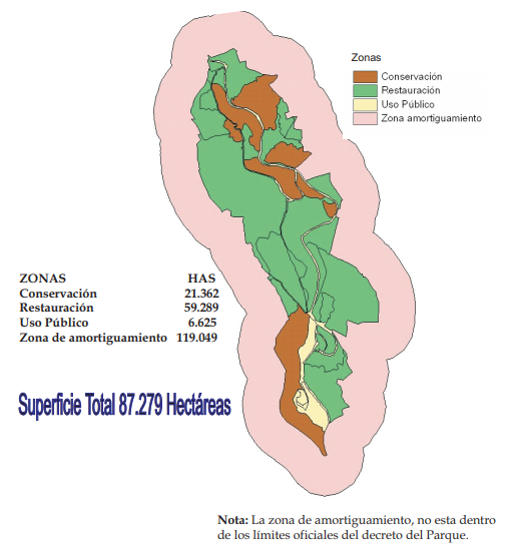 Zonas
Conservación
Restauración
Uso Público
Zona amortiguamiento
ZONAS HAS
Conservación 21.362
Restauración 59.289
Uso Público 6.625
Zona de amortiguamiento 119.049
Superficie Total 87.279 Hectáreas
Nota: La zona de amortiguamiento, no esta dentro
de los límites oficiales del decreto del Parque.